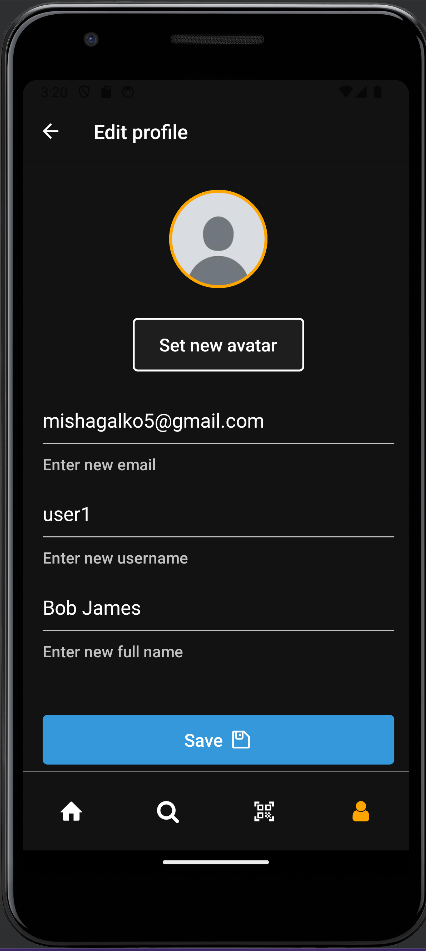 3:20
Edit profile
Set new avatar
mishagalko5@gmail.com
Enter new email
user1
Enter new username
Bob James
Enter new full name
Save